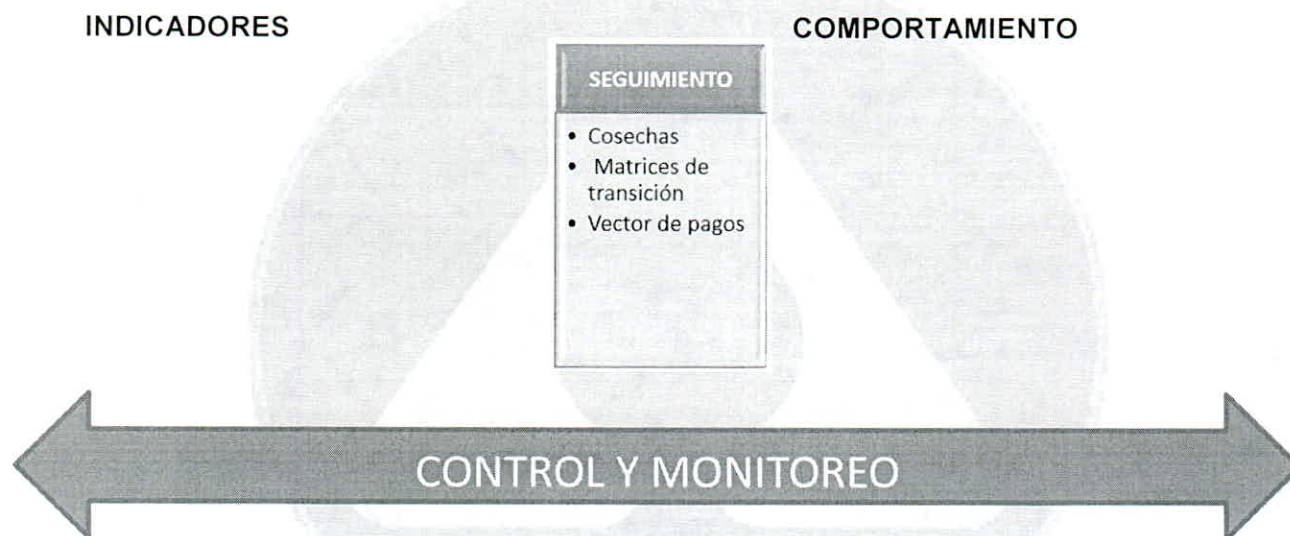 INDICADORES
COMPORTAMIENTO
SEGUIMIENTO
• Cosechas
• Matrices de
transición
• Vector de pagos
CONTROL Y MONITOREO